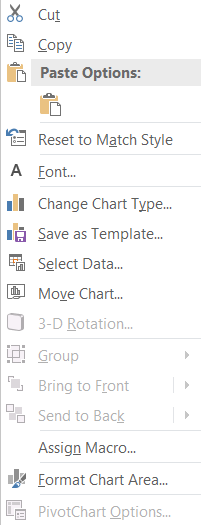 Cut
Copy
Paste Options:
Reset to Match Style
A Font...
Change Chart Type...
Save as Template...
Select Data...
Move Chart...
3-D Rotation...
Group
Bring to Front
Send to Back
Assign Macro...
Format Chart Area...
PivotChart Options...